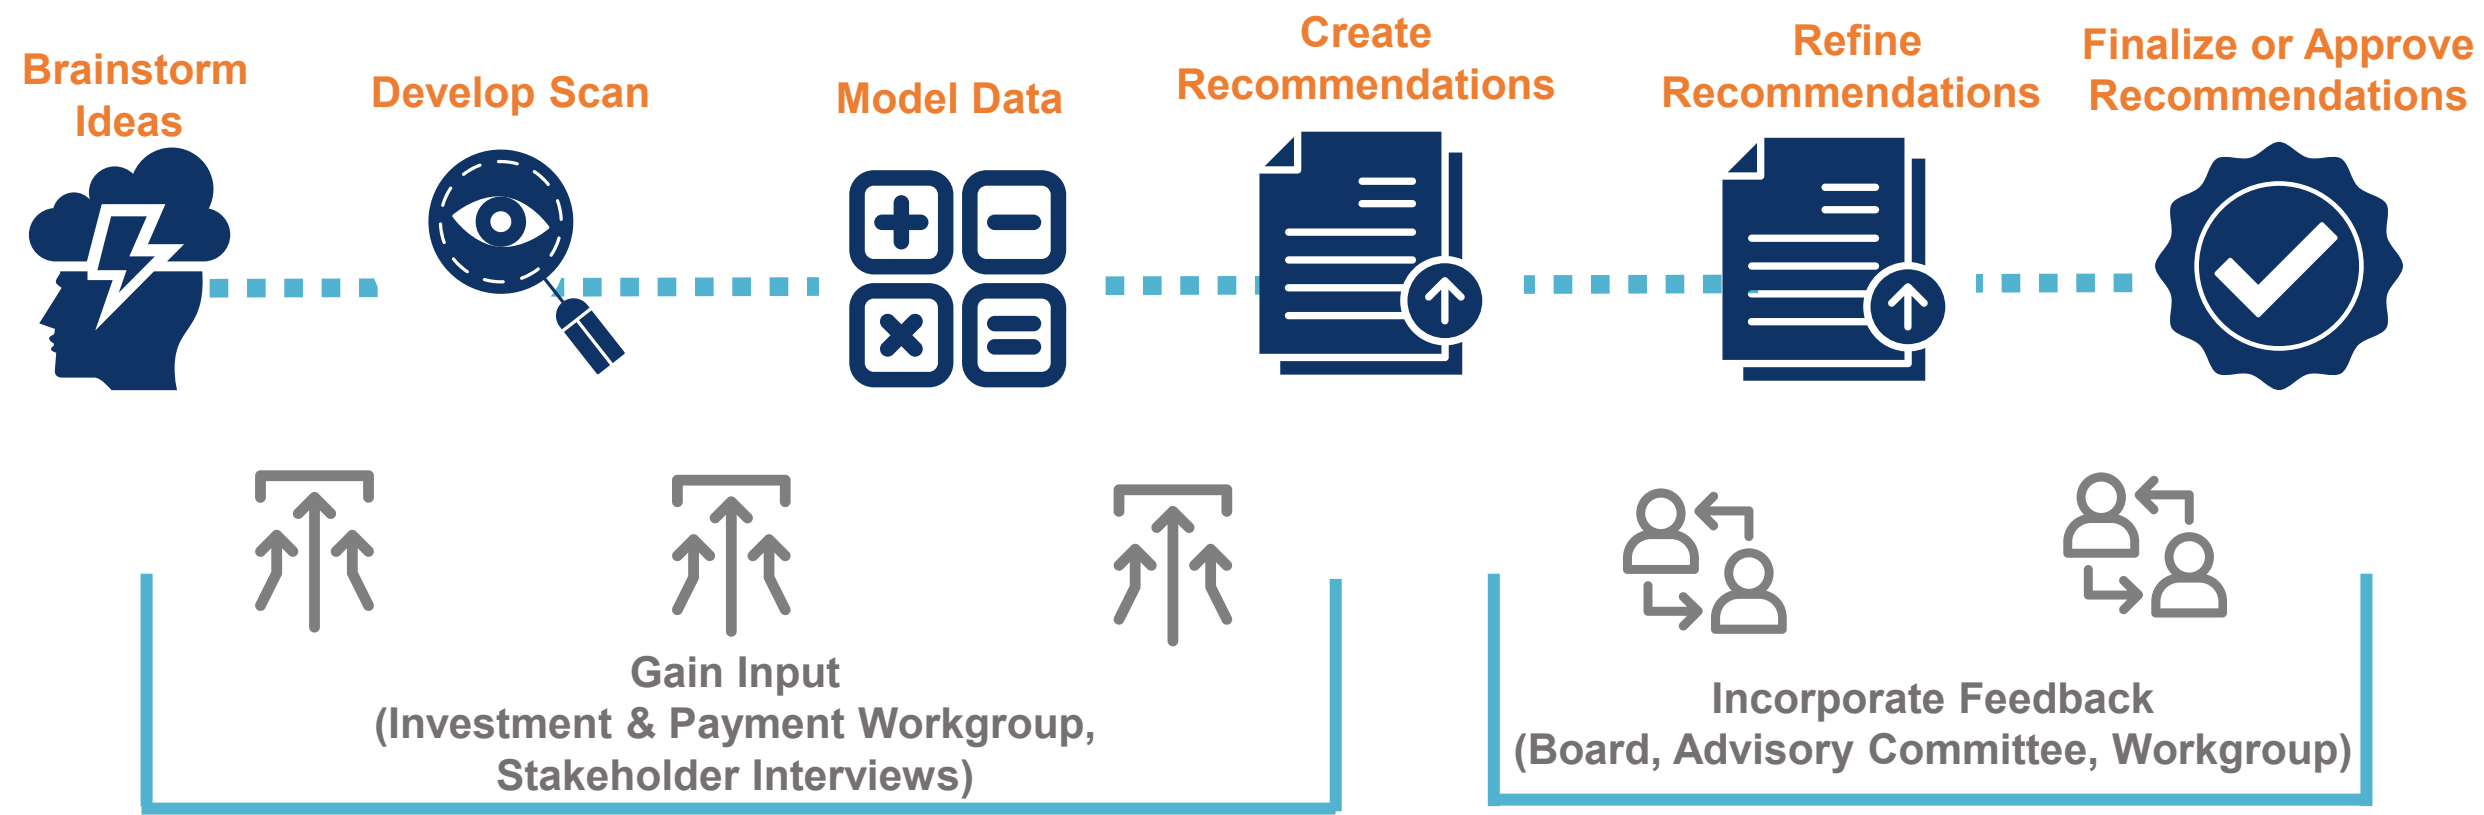 Brainstorm
Ideas
Develop Scan
Model Data
Create
Recommendations
Refine
Recommendations
Finalize or Approve
Recommendations
Gain Input
(Investment & Payment Workgroup,
Stakeholder Interviews)
Incorporate Feedback
(Board, Advisory Committee, Workgroup)